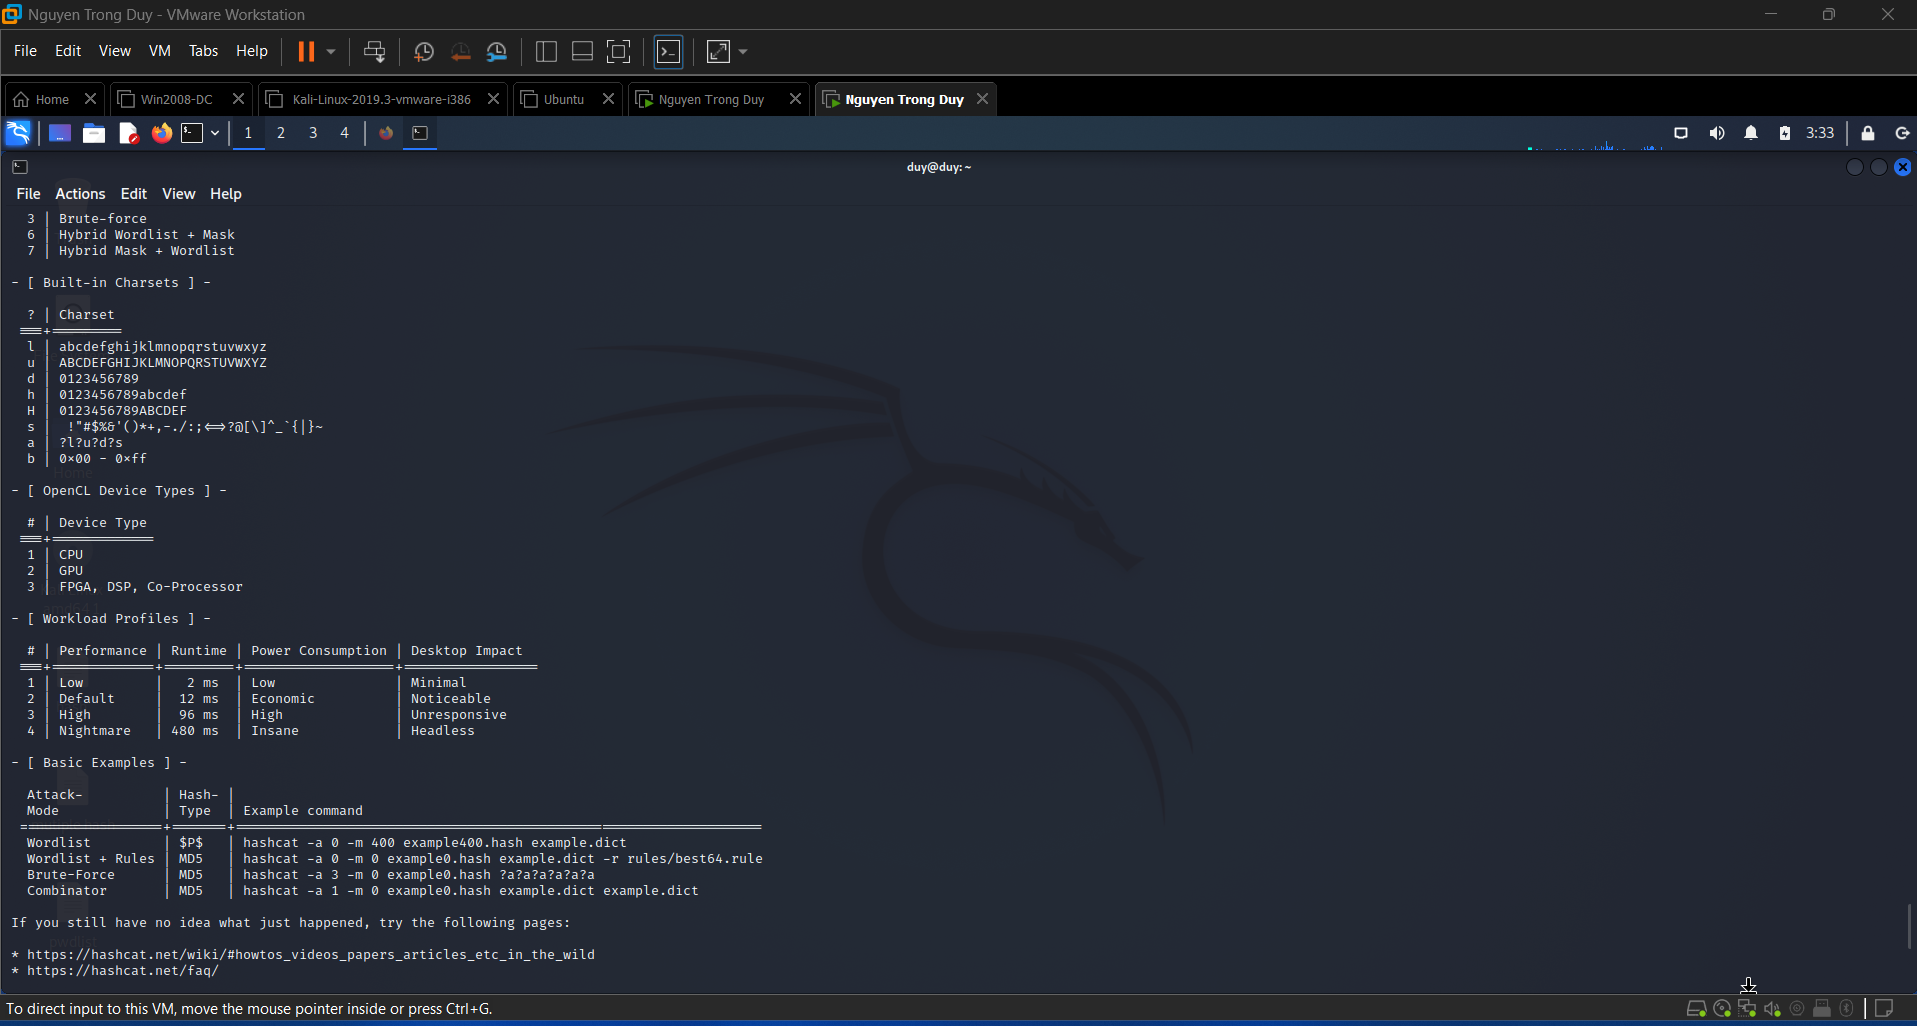 Nguyen Trong Duy - VMware Workstation
File Edit View VM Tabs Help
Home Win2008-DC Kali-Linux-2019.3-vmware-i386 Ubuntu Nguyen Trong Duy Nguyen Trong Duy
1 2 3 4 3:33
duy@duy: ~
File Actions Edit View Help
3 | Brute-force
6 | Hybrid Wordlist + Mask
7 | Hybrid Mask + Wordlist
- [ Built-in Charsets ] -
? | Charset
===+=========
l | abcdefghijklmnopqrstuvwxyz
u | ABCDEFGHIJKLMNOPQRSTUVWXYZ
d | 0123456789
h | 0123456789abcdef
H | 0123456789ABCDEF
s |  !"#$%&'()*+,-./:;<=>?@[\]^_`{|}~
a | ?l?u?d?s
b | 0x00 - 0xff
- [ OpenCL Device Types ] -
# | Device Type
===+=============
1 | CPU
2 | GPU
3 | FPGA, DSP, Co-Processor
- [ Workload Profiles ] -
# | Performance | Runtime | Power Consumption | Desktop Impact
===+=============+=========+===================+=================
1 | Low | 2 ms | Low | Minimal
2 | Default | 12 ms | Economic | Noticeable
3 | High | 96 ms | High | Unresponsive
4 | Nightmare | 480 ms | Insane | Headless
- [ Basic Examples ] -
Attack- | Hash- |
Mode | Type | Example command
==================+=======+==================================================================
Wordlist | $P$ | hashcat -a 0 -m 400 example400.hash example.dict
Wordlist + Rules | MD5 | hashcat -a 0 -m 0 example0.hash example.dict -r rules/best64.rule
Brute-Force | MD5 | hashcat -a 3 -m 0 example0.hash ?a?a?a?a?a?a
Combinator | MD5 | hashcat -a 1 -m 0 example0.hash example.dict example.dict
If you still have no idea what just happened, try the following pages:
* https://hashcat.net/wiki/#howtos_videos_papers_articles_etc_in_the_wild
* https://hashcat.net/faq/
To direct input to this VM, move the mouse pointer inside or press Ctrl+G.